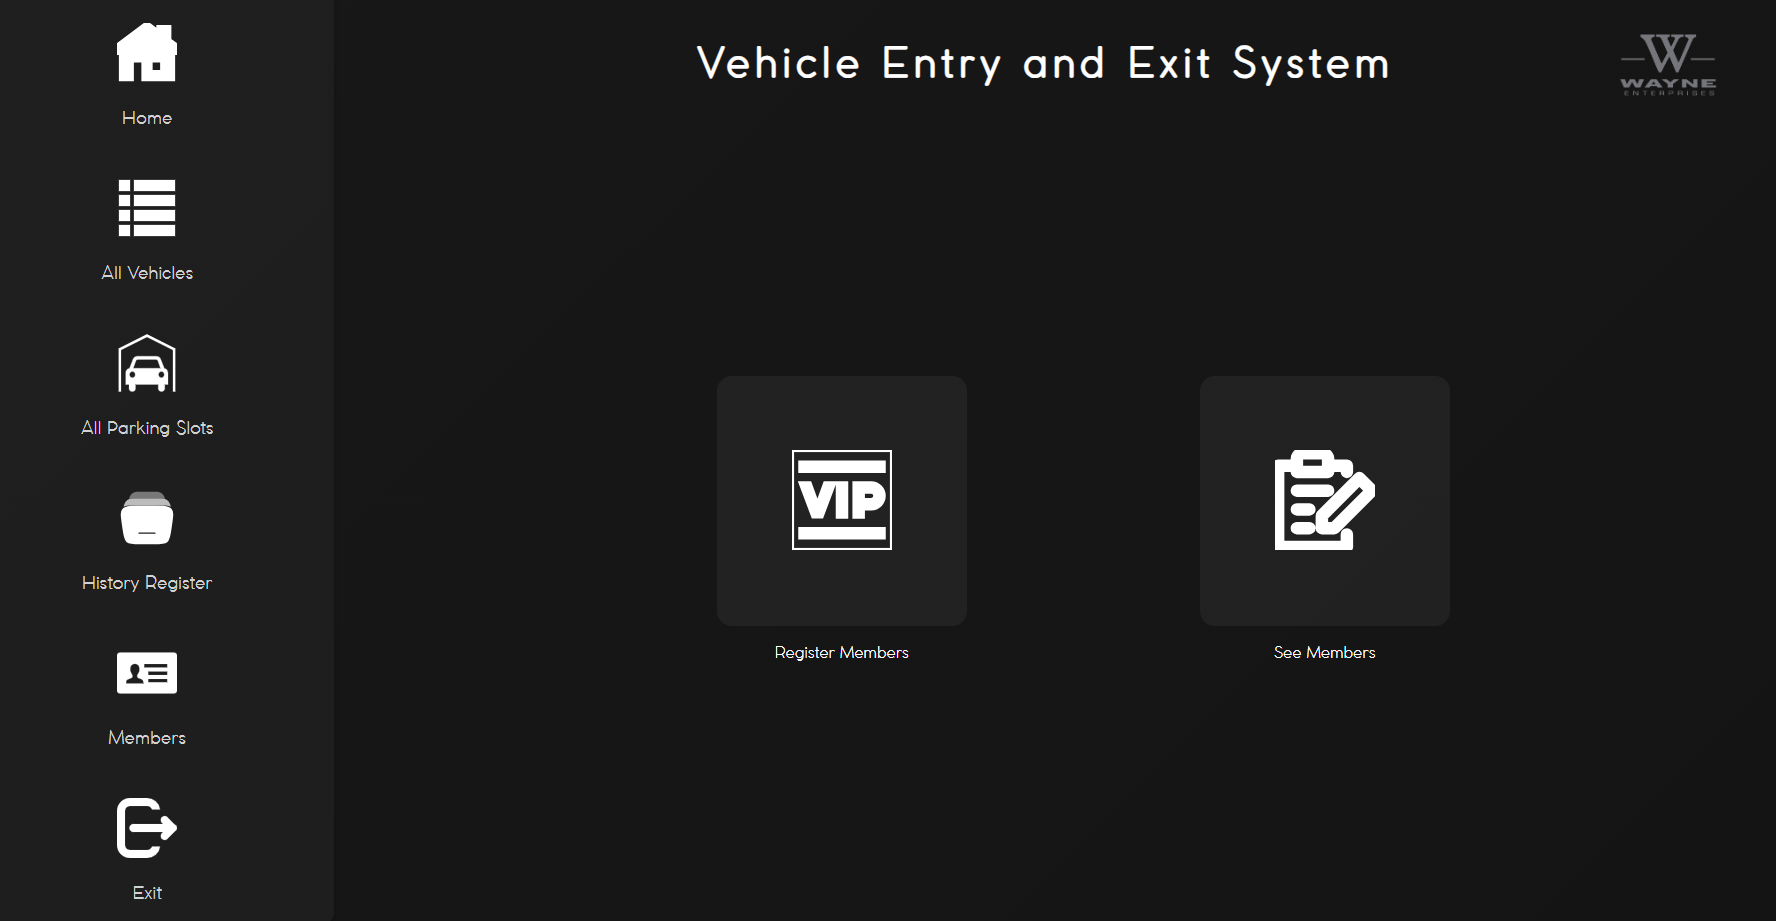 Home
All Vehicles
All Parking Slots
History Register
Members
Exit
Vehicle Entry and Exit System
W
WAYNE
ENTERPRISES
VIP
Register Members
See Members